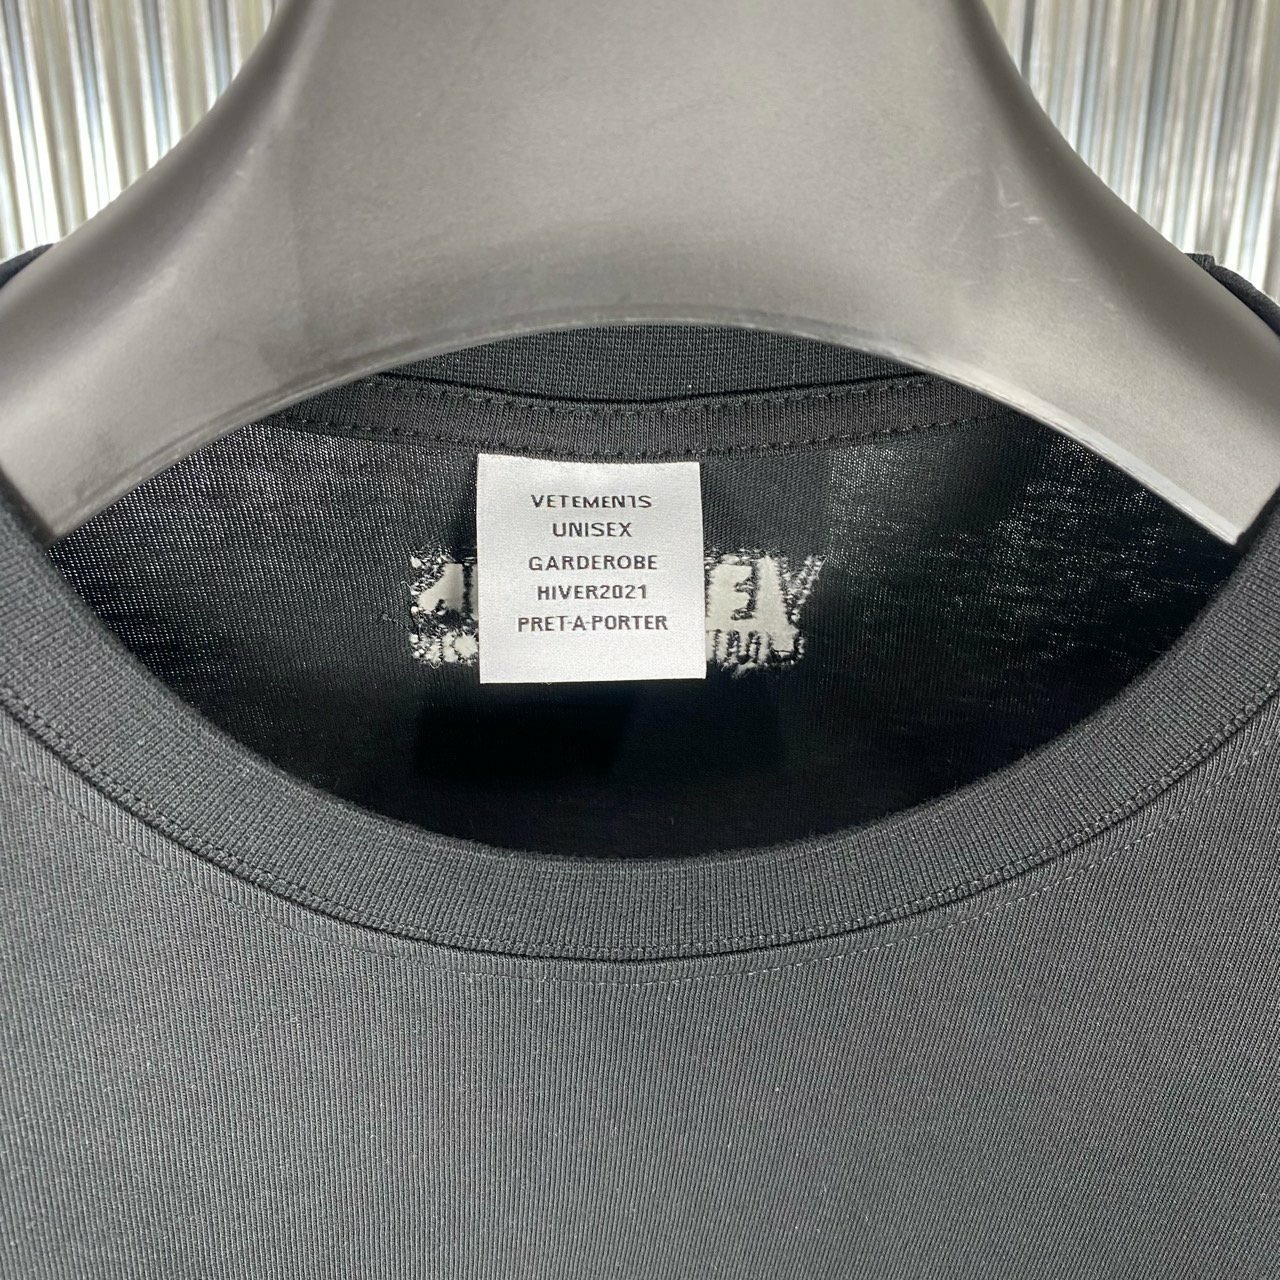 VETEMENTS
UNISEX
GARDEROBE
HIVER2021
PRET-A-PORTER